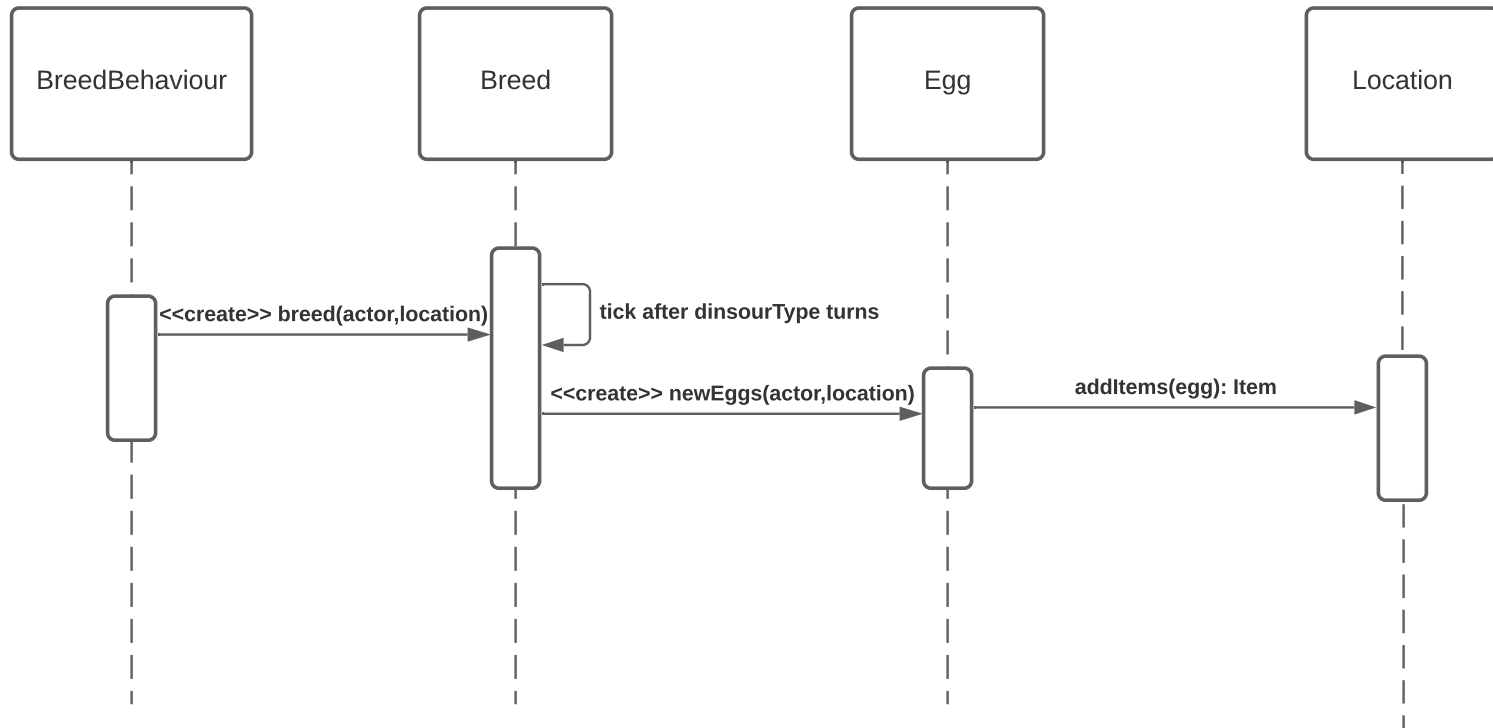 BreedBehaviour
Breed
Egg
Location
<<create>> breed(actor,location)
tick after dinsourType turns
<<create>> newEggs(actor,location)
addItems(egg): Item